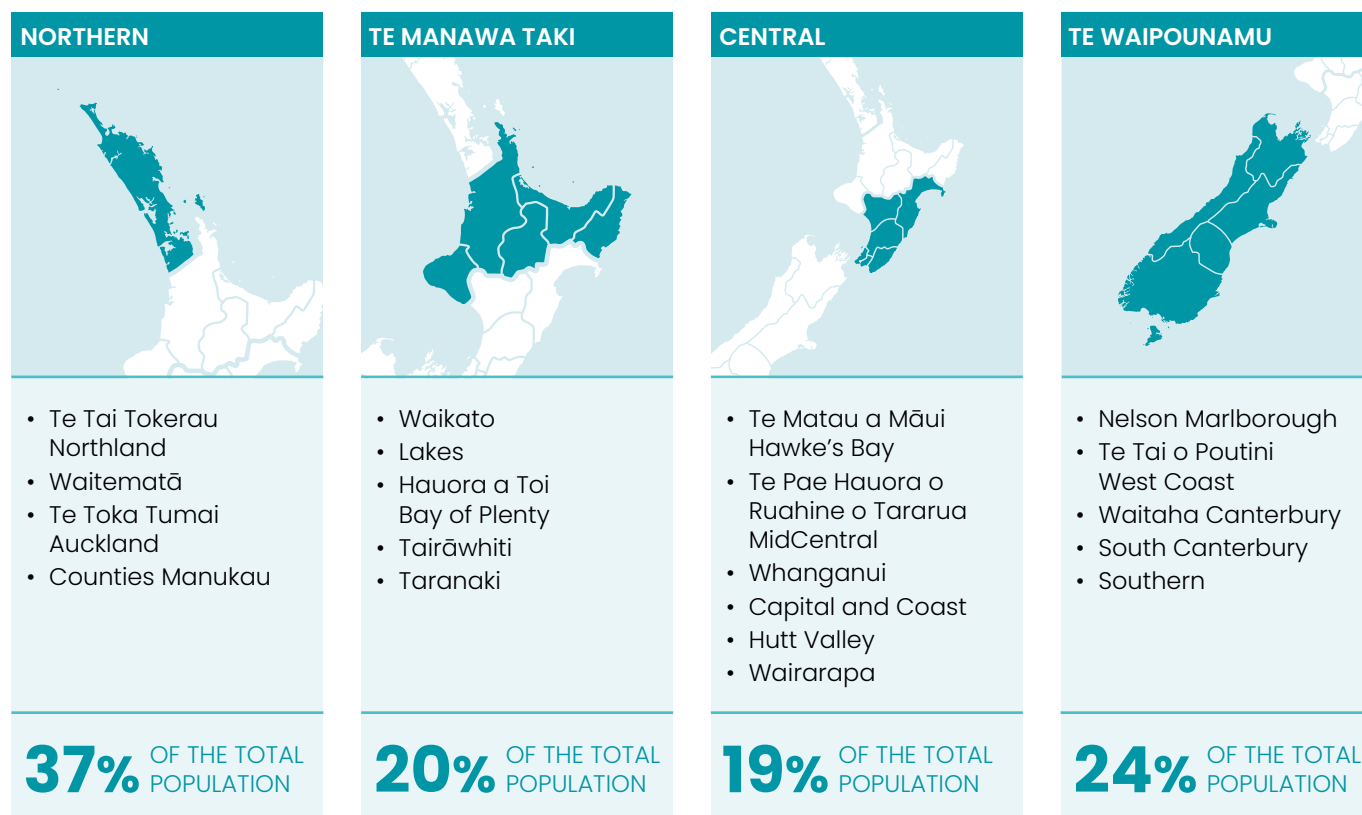 NORTHERN
• Te Tai Tokerau
Northland
• Waitematā
• Te Toka Tumai
Auckland
• Counties Manukau
37% OF THE TOTAL
POPULATION
TE MANAWA TAKI
• Waikato
• Lakes
• Hauora a Toi
Bay of Plenty
• Tairāwhiti
• Taranaki
20% OF THE TOTAL
POPULATION
CENTRAL
• Te Matau a Māui
Hawke’s Bay
• Te Pae Hauora o
Ruahine o Tararua
MidCentral
• Whanganui
• Capital and Coast
• Hutt Valley
• Wairarapa
19% OF THE TOTAL
POPULATION
TE WAIPOUNAMU
• Nelson Marlborough
• Te Tai o Poutini
West Coast
• Waitaha Canterbury
• South Canterbury
• Southern
24% OF THE TOTAL
POPULATION